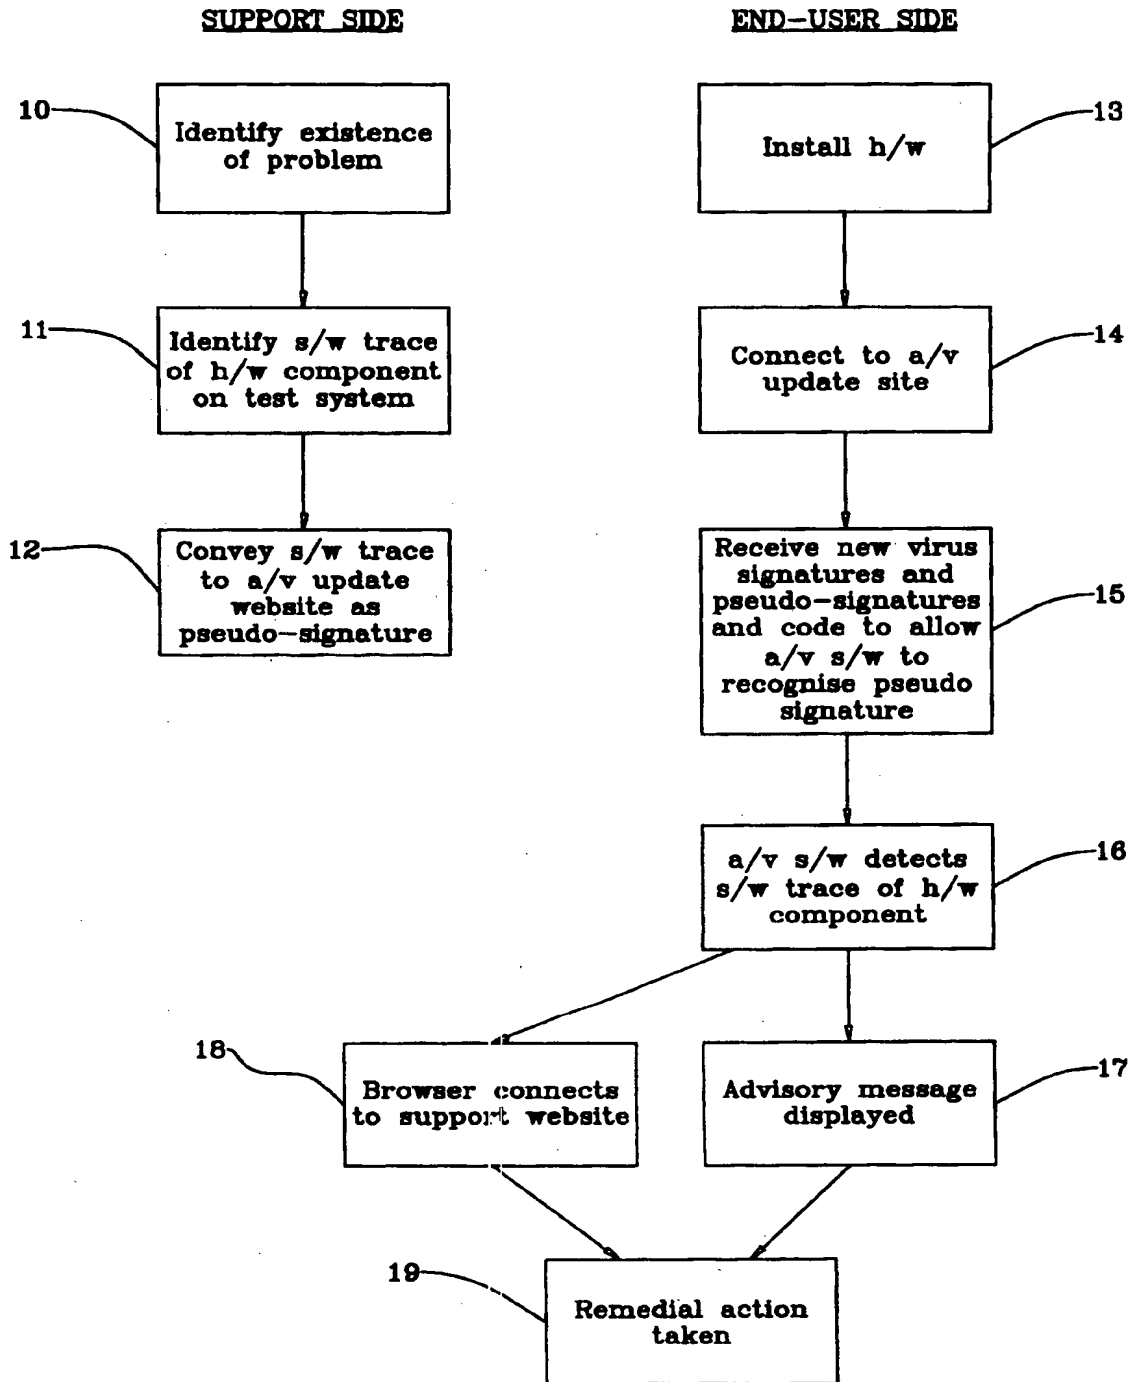 SUPPORT SIDE
END-USER SIDE
10
Identify existence
of problem
13
Install h/w
11
Identify s/w trace
of h/w component
on test system
14
Connect to a/v
update site
12
Convey s/w trace
to a/v update
website as
pseudo-signature
15
Receive new virus
signatures and
pseudo-signatures
and code to allow
a/v s/w to
recognise pseudo
signature
16
a/v s/w detects
s/w trace of h/w
component
18
Browser connects
to support website
17
Advisory message
displayed
19
Remedial action
taken